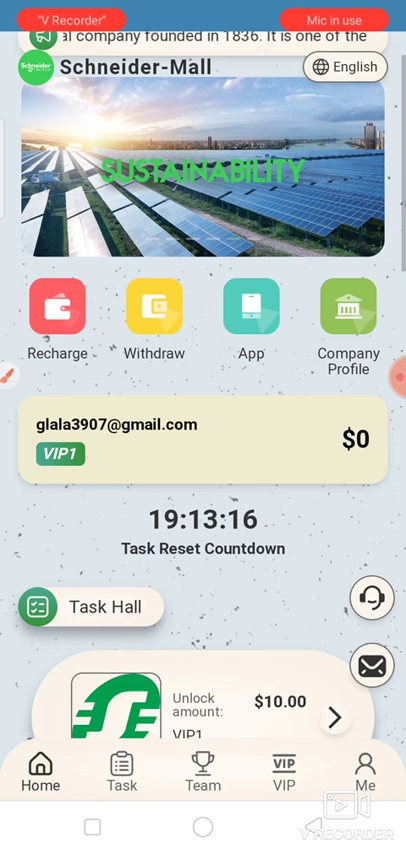 "V Recorder"
Mic in use
al company founded in 1836. It is one of the
Schneider
Schneider-Mall
English
SUSTAINABILITY
Recharge
Withdraw
App
Company
Profile
glala3907@gmail.com
VIP1
$0
19:13:16
Task Reset Countdown
Task Hall
Unlock
amount:
$10.00
VIP1
VIP
Home
Task
Team
VIP
Me
V RECORDER